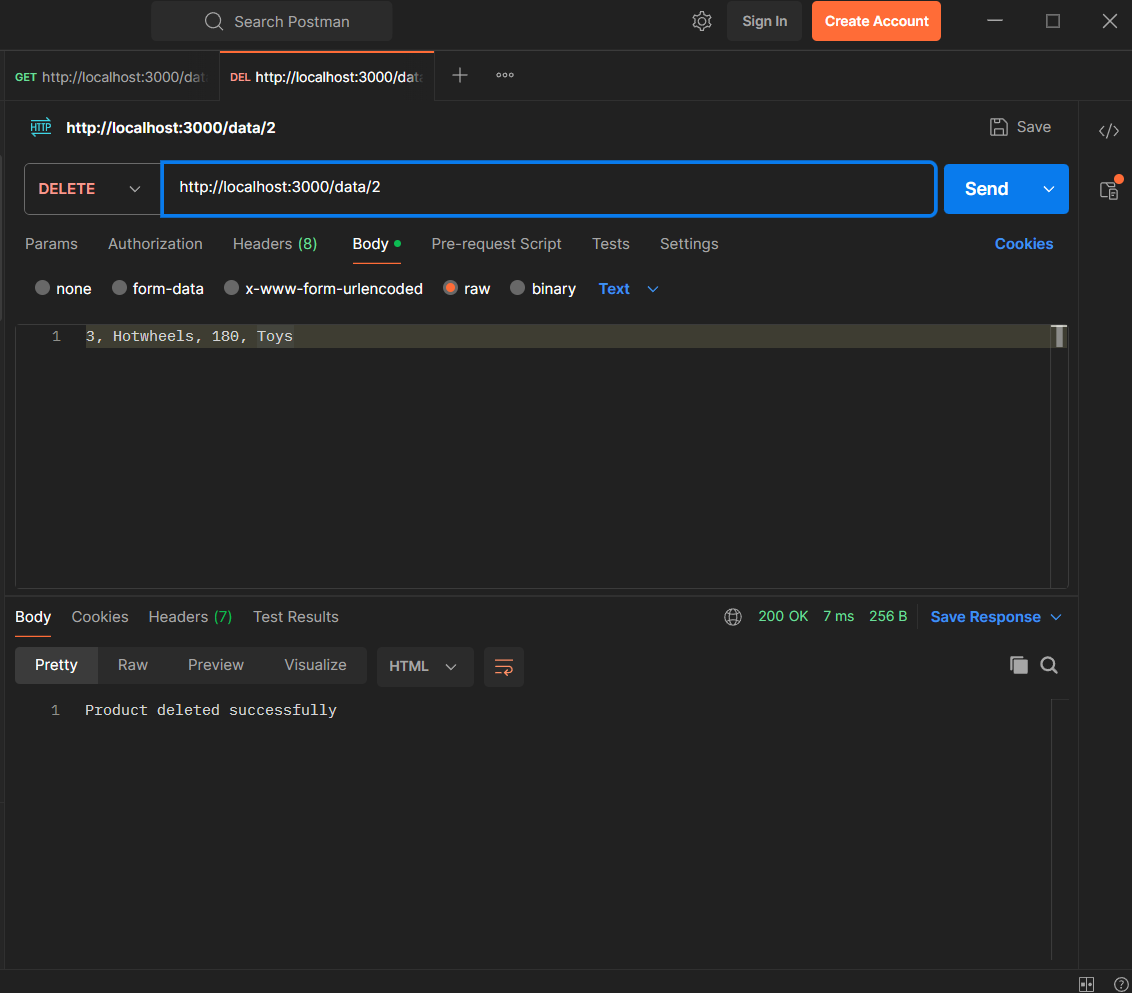 Search Postman Sign In Create Account
GET http://localhost:3000/dat DEL http://localhost:3000/data
HTTP http://localhost:3000/data/2 Save
DELETE http://localhost:3000/data/2 Send
Params Authorization Headers (8) Body Pre-request Script Tests Settings Cookies
none form-data x-www-form-urlencoded raw binary Text
1 3, Hotwheels, 180, Toys
Body Cookies Headers (7) Test Results 200 OK 7 ms 256 B Save Response
Pretty Raw Preview Visualize HTML
1 Product deleted successfully